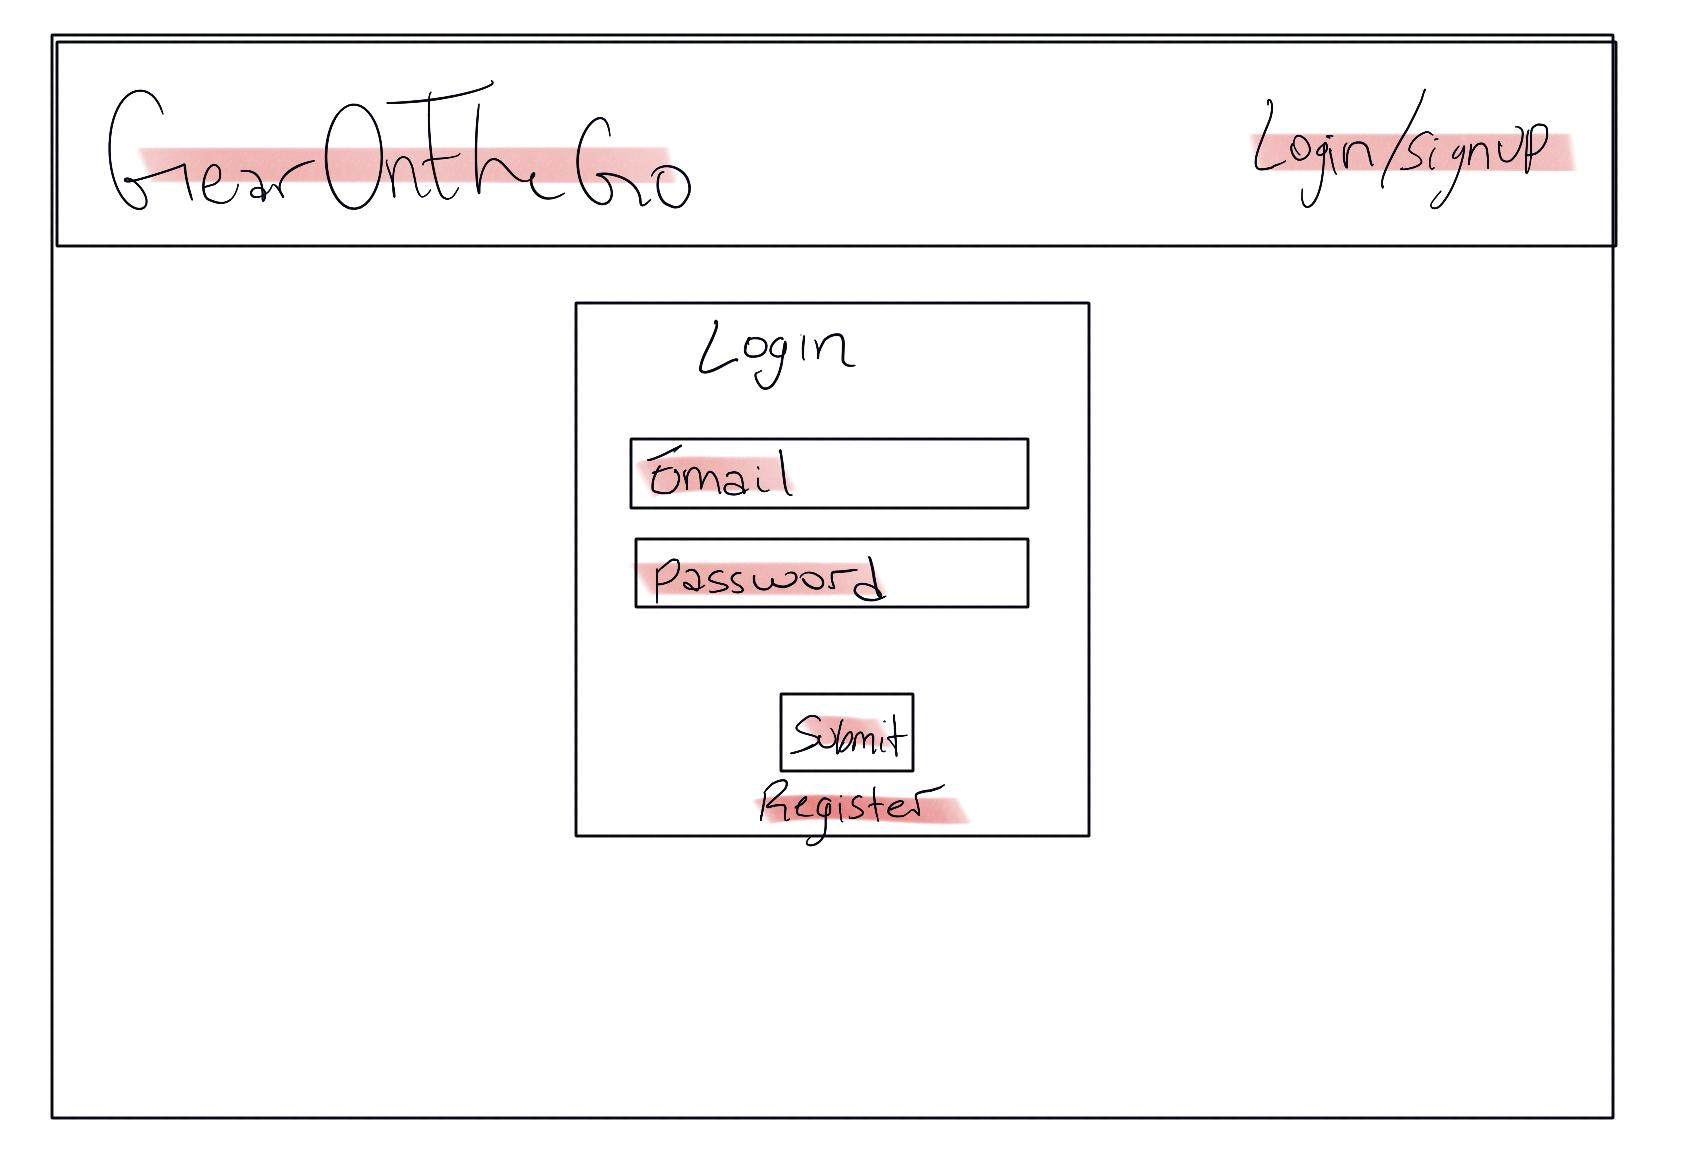 GearOnTheGo
Login/signup
Login
Email
Password
Submit
Register